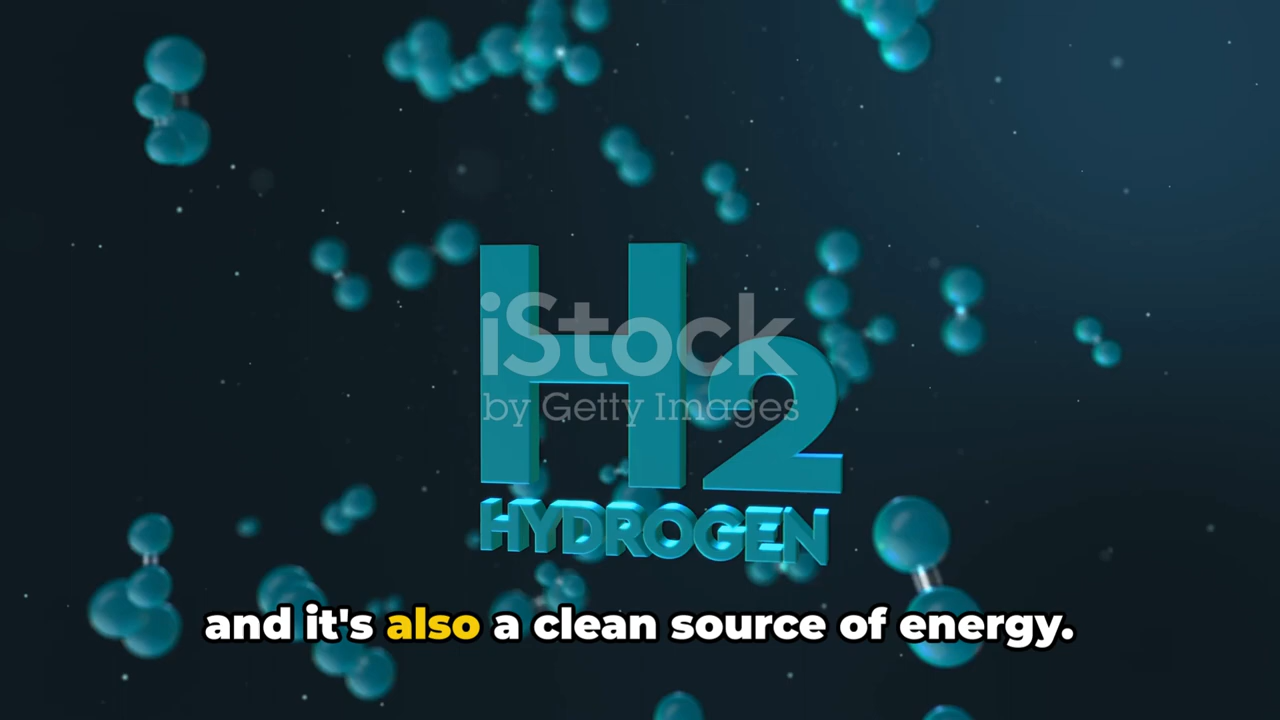 iStock
by Getty Images
H2
HYDROGEN
and it's also a clean source of energy.